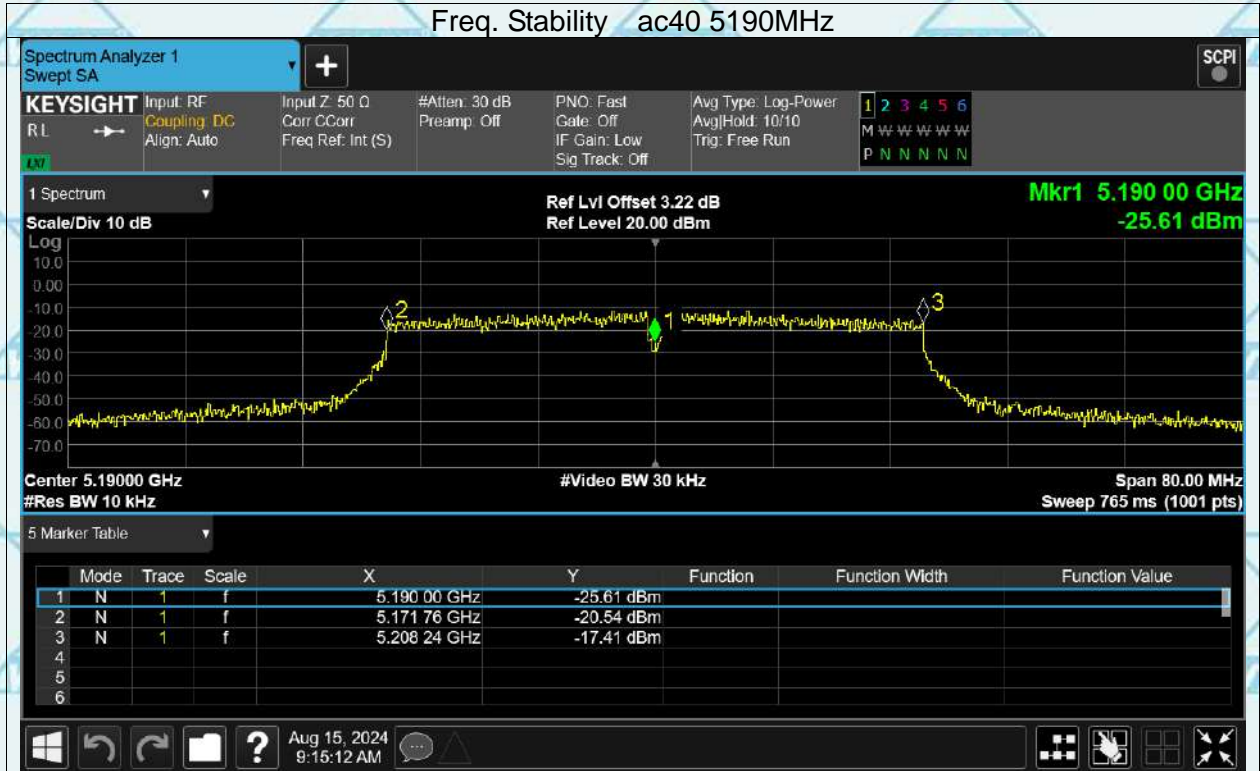 Freq. Stability ac40 5190MHz
Spectrum Analyzer 1
Swept SA
SCPI
KEYSIGHT
RL
LXI
Input: RF
Coupling: DC
Align: Auto
Input Z: 50 Ω
Corr CCorr
Freq Ref: Int (S)
#Atten: 30 dB
Preamp: Off
PNO: Fast
Gate: Off
IF Gain: Low
Sig Track: Off
Avg Type: Log-Power
Avg|Hold: 10/10
Trig: Free Run
1 2 3 4 5 6
M W W W W W
P N N N N N
1 Spectrum
Scale/Div 10 dB
Ref Lvl Offset 3.22 dB
Ref Level 20.00 dBm
Mkr1 5.190 00 GHz
-25.61 dBm
Log
10.0
0.00
-10.0
-20.0
-30.0
-40.0
-50.0
-60.0
-70.0
2
1
3
Center 5.19000 GHz
#Video BW 30 kHz
Span 80.00 MHz
#Res BW 10 kHz
Sweep 765 ms (1001 pts)
5 Marker Table
Mode Trace Scale X Y Function Function Width Function Value
1 N 1 f 5.190 00 GHz -25.61 dBm
2 N 1 f 5.171 76 GHz -20.54 dBm
3 N 1 f 5.208 24 GHz -17.41 dBm
4
5
6
?
Aug 15, 2024
9:15:12 AM